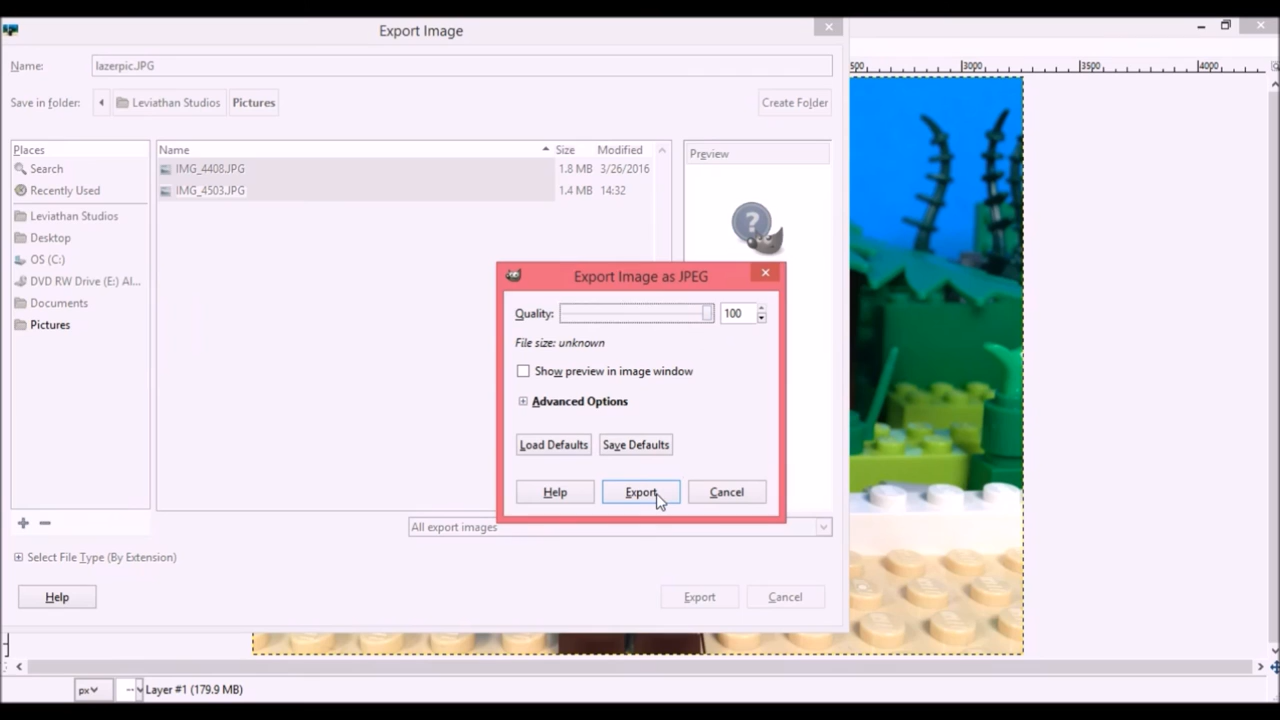 Export Image
Name: lazerpic.JPG
Save in folder: Leviathan Studios Pictures Create Folder
Places
Search
Recently Used
Leviathan Studios
Desktop
OS (C:)
DVD RW Drive (E:) Al...
Documents
Pictures
Name Size Modified
IMG_4408.JPG 1.8 MB 3/26/2016
IMG_4503.JPG 1.4 MB 14:32
Preview
?
Export Image as JPEG
Quality: 100
File size: unknown
Show preview in image window
Advanced Options
Load Defaults Save Defaults
Help Export Cancel
All export images
Select File Type (By Extension)
Help Export Cancel
500 3000 3500 4000
px Layer #1 (179.9 MB)